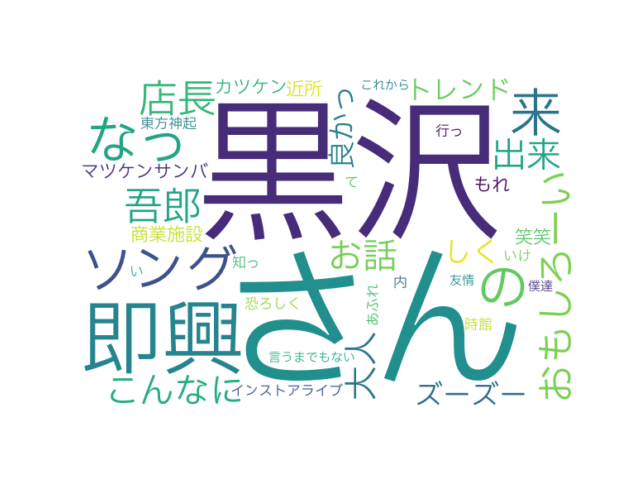 店長
カツケン
近所
これから
トレンド
黒沢
来
なっ
東方神起
良かっ
行っ
出来
マツケンサンバ
て
もれ
吾郎
商業施設
お話
しく
笑笑
いけ
おもしろーい
ソング
い
知っ
さん
内
友情
の
僕達
即興
恐ろしく
あふれ
時館
言うまでもない
大人
こんなに
インストアライブ
ズーズー